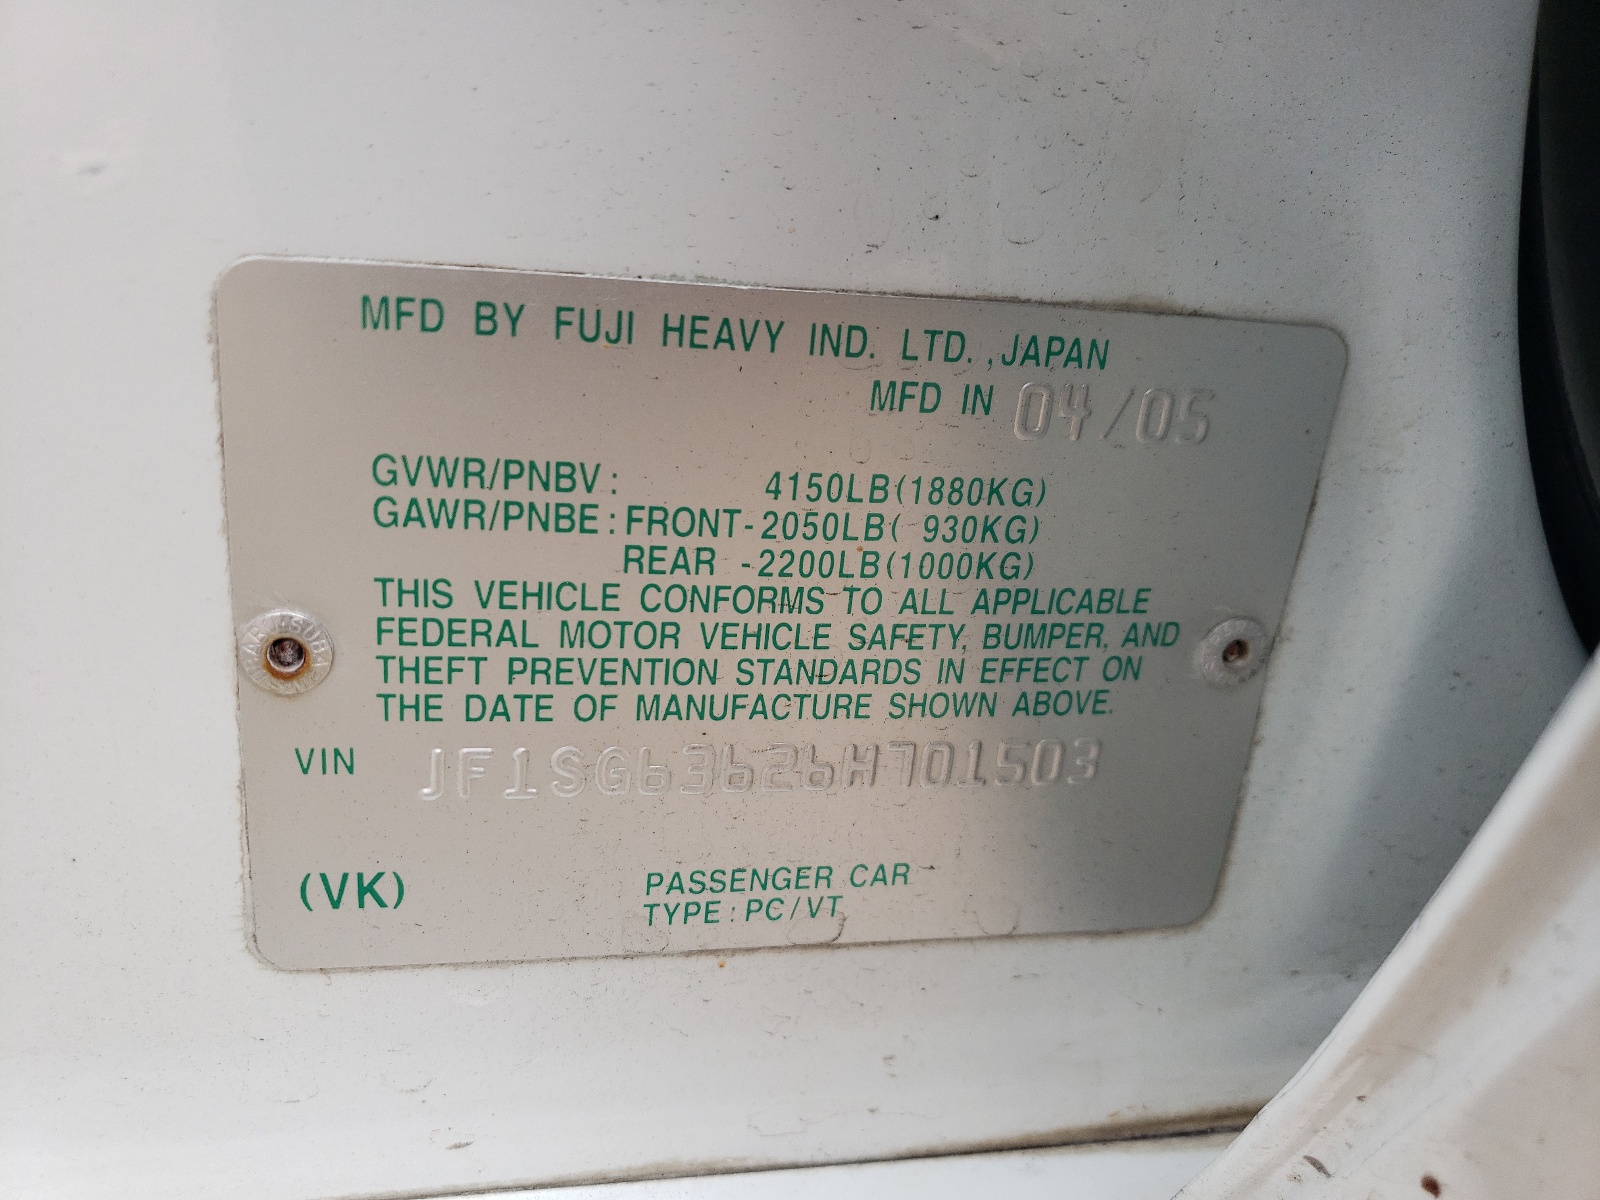 MFD BY FUJI HEAVY IND. LTD. ,JAPAN
MFD IN 04/05
GVWR/PNBV: 4150LB(1880KG)
GAWR/PNBE: FRONT-2050LB( 930KG)
REAR -2200LB(1000KG)
THIS VEHICLE CONFORMS TO ALL APPLICABLE
FEDERAL MOTOR VEHICLE SAFETY, BUMPER, AND
THEFT PREVENTION STANDARDS IN EFFECT ON
THE DATE OF MANUFACTURE SHOWN ABOVE.
VIN JF1SG63626H701503
(VK) PASSENGER CAR
TYPE: PC/VT